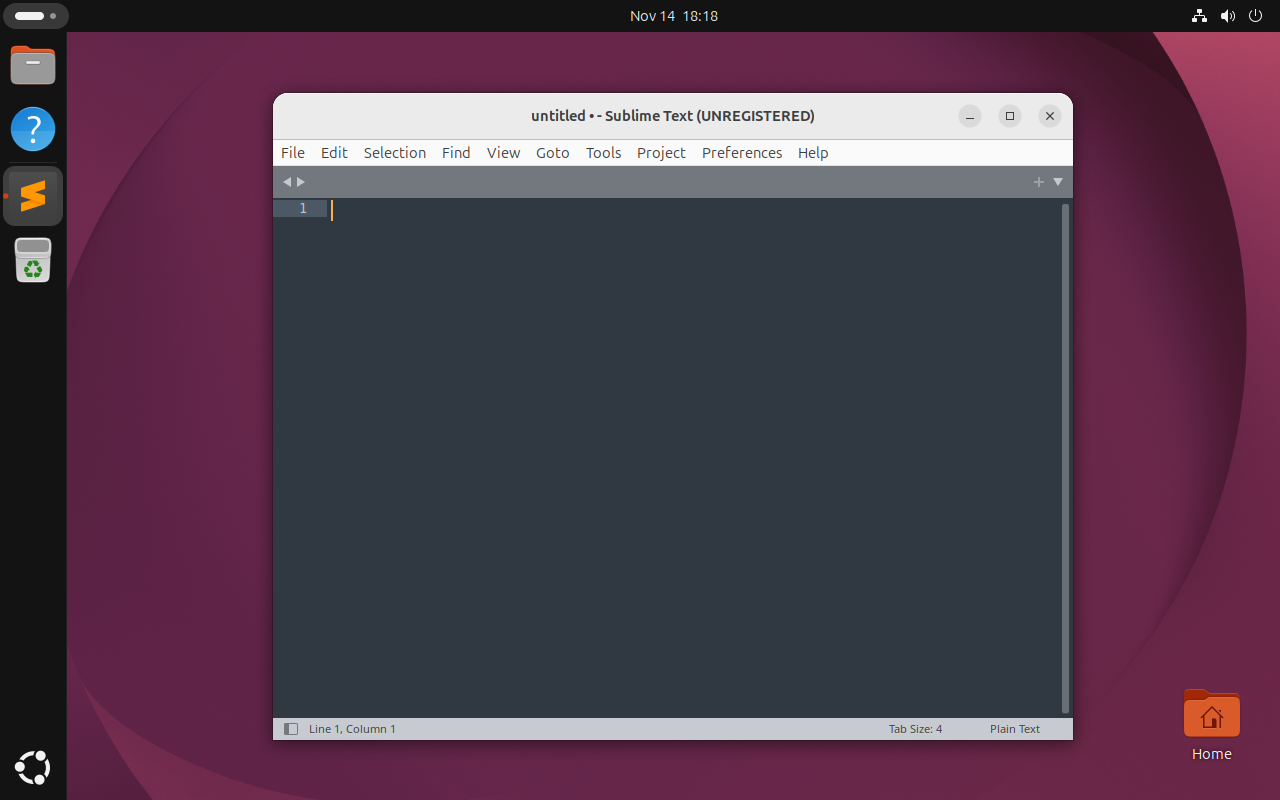 Nov 14 18:18
untitled • - Sublime Text (UNREGISTERED)
File Edit Selection Find View Goto Tools Project Preferences Help
1
Line 1, Column 1 Tab Size: 4 Plain Text
Home